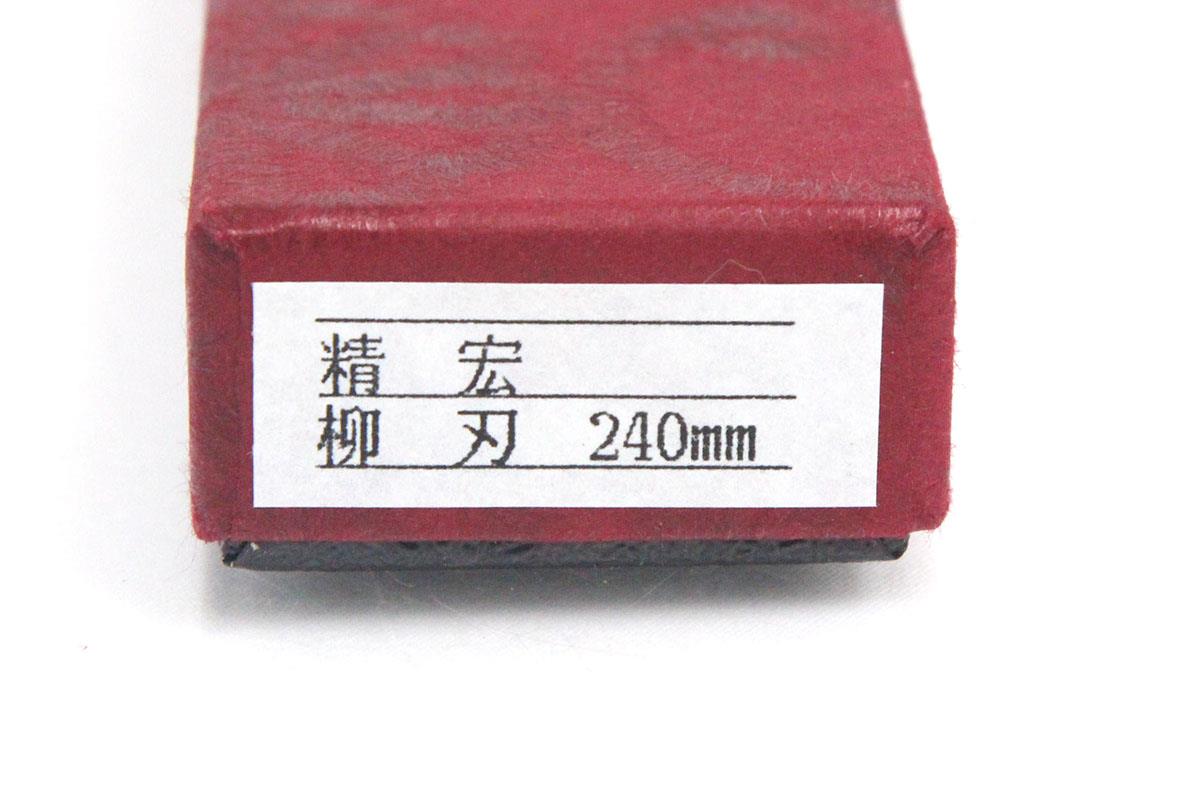 精　宏
柳　刃　240mm